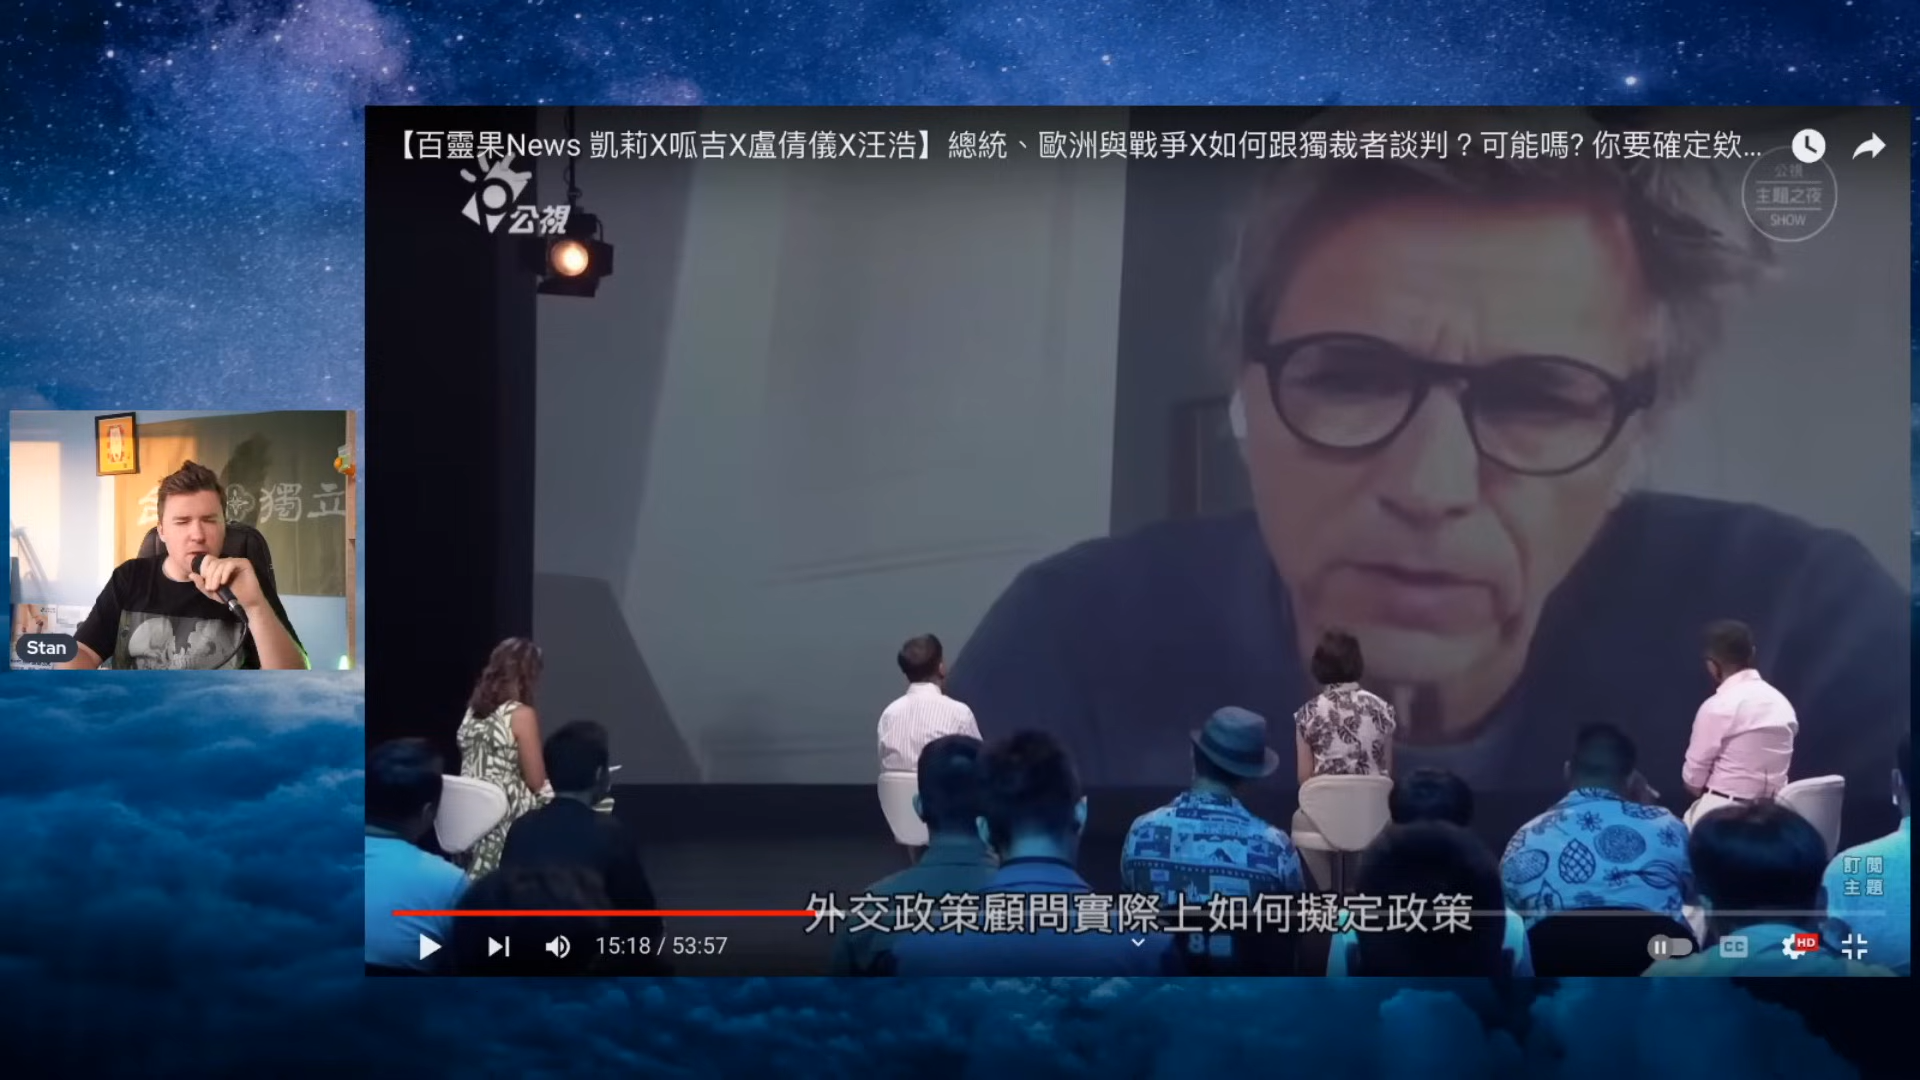 【百靈果News 凱莉X呱吉X盧倩儀X汪浩】總統、歐洲與戰爭X如何跟獨裁者談判？可能嗎? 你要確定欸...
公視
公視
主題之夜
SHOW
獨立
Stan
訂閱
主題
外交政策顧問實際上如何擬定政策
15:18 / 53:57
CC
HD